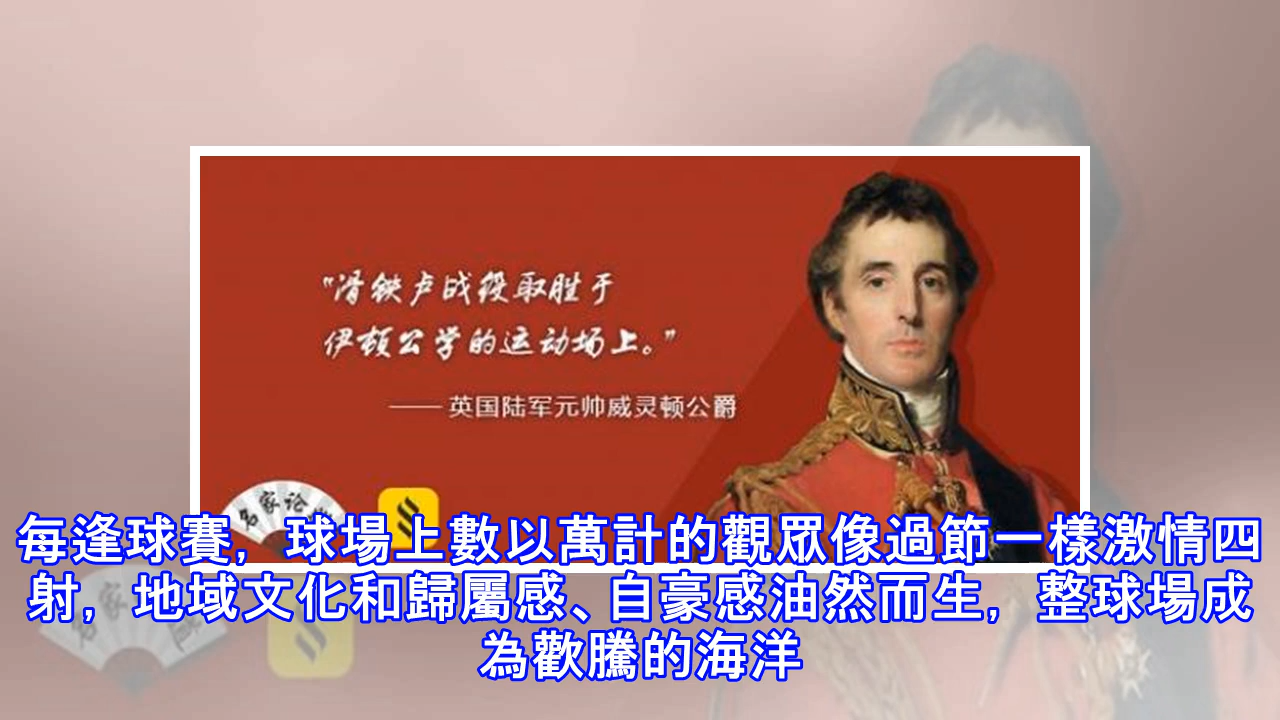 “滑铁卢战役取胜于
伊顿公学的运动场上。”
——英国陆军元帅威灵顿公爵
名家论
每逢球賽，球場上數以萬計的觀眾像過節一樣激情四
射，地域文化和歸屬感、自豪感油然而生，整球場成
為歡騰的海洋